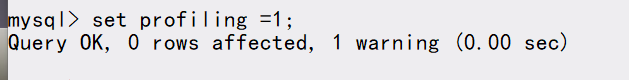 mysql> set profiling =1;
Query OK, 0 rows affected, 1 warning (0.00 sec)